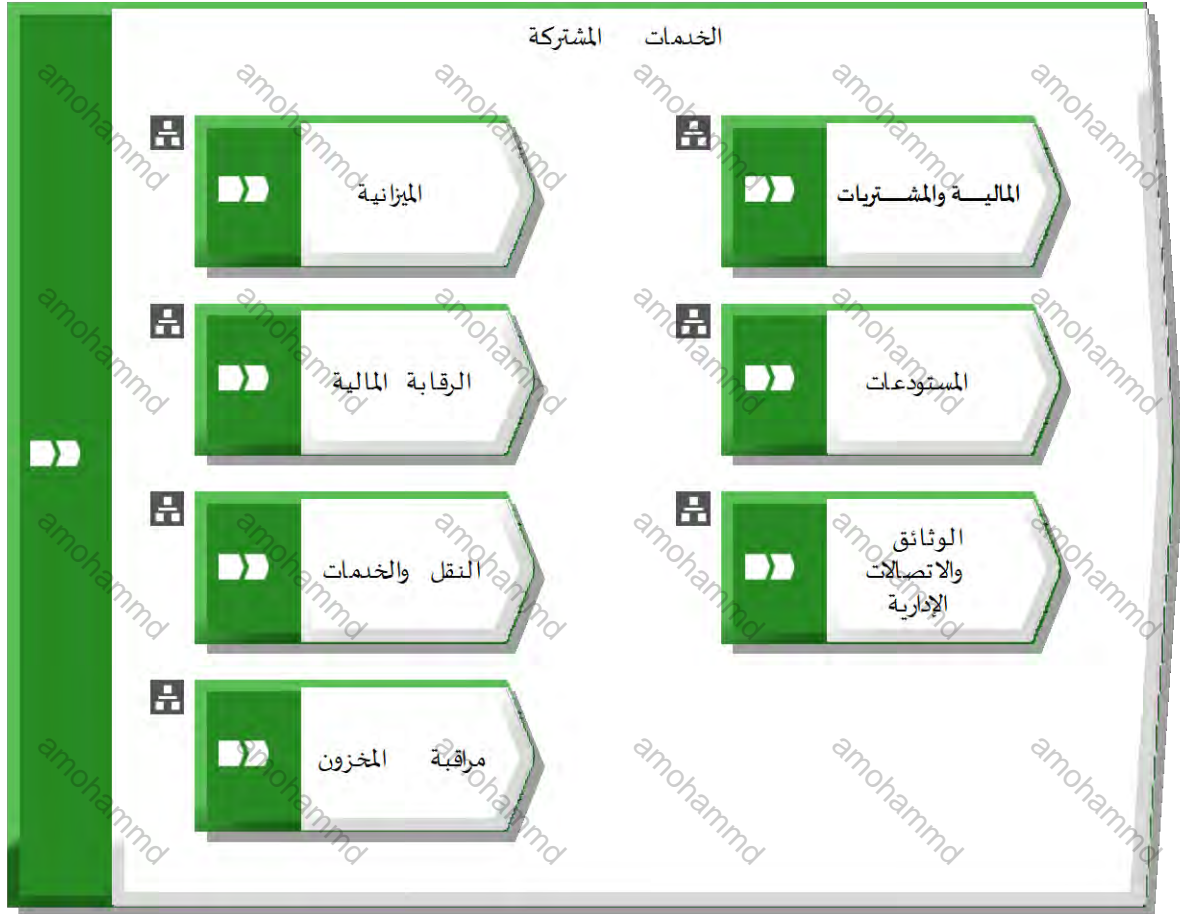 الخدمات المشتركة
المالية والمشتريات
الميزانية
المستودعات
الرقابة المالية
الوثائق
والاتصالات
الإدارية
النقل والخدمات
مراقبة المخزون
amohammd